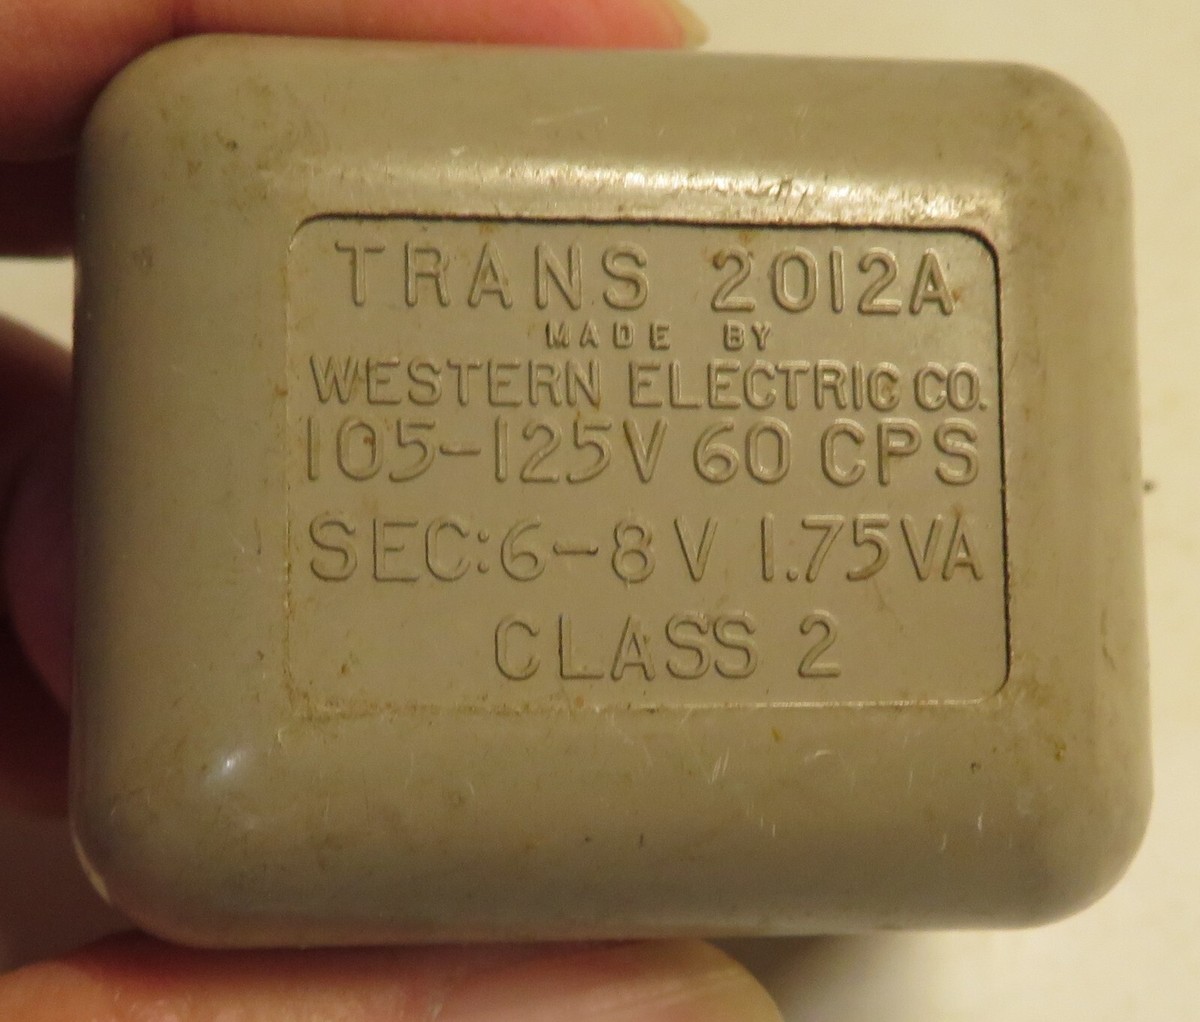 TRANS 2012A
MADE BY
WESTERN ELECTRIC CO.
105-125V 60 CPS
SEC:6-8V 1.75VA
CLASS 2